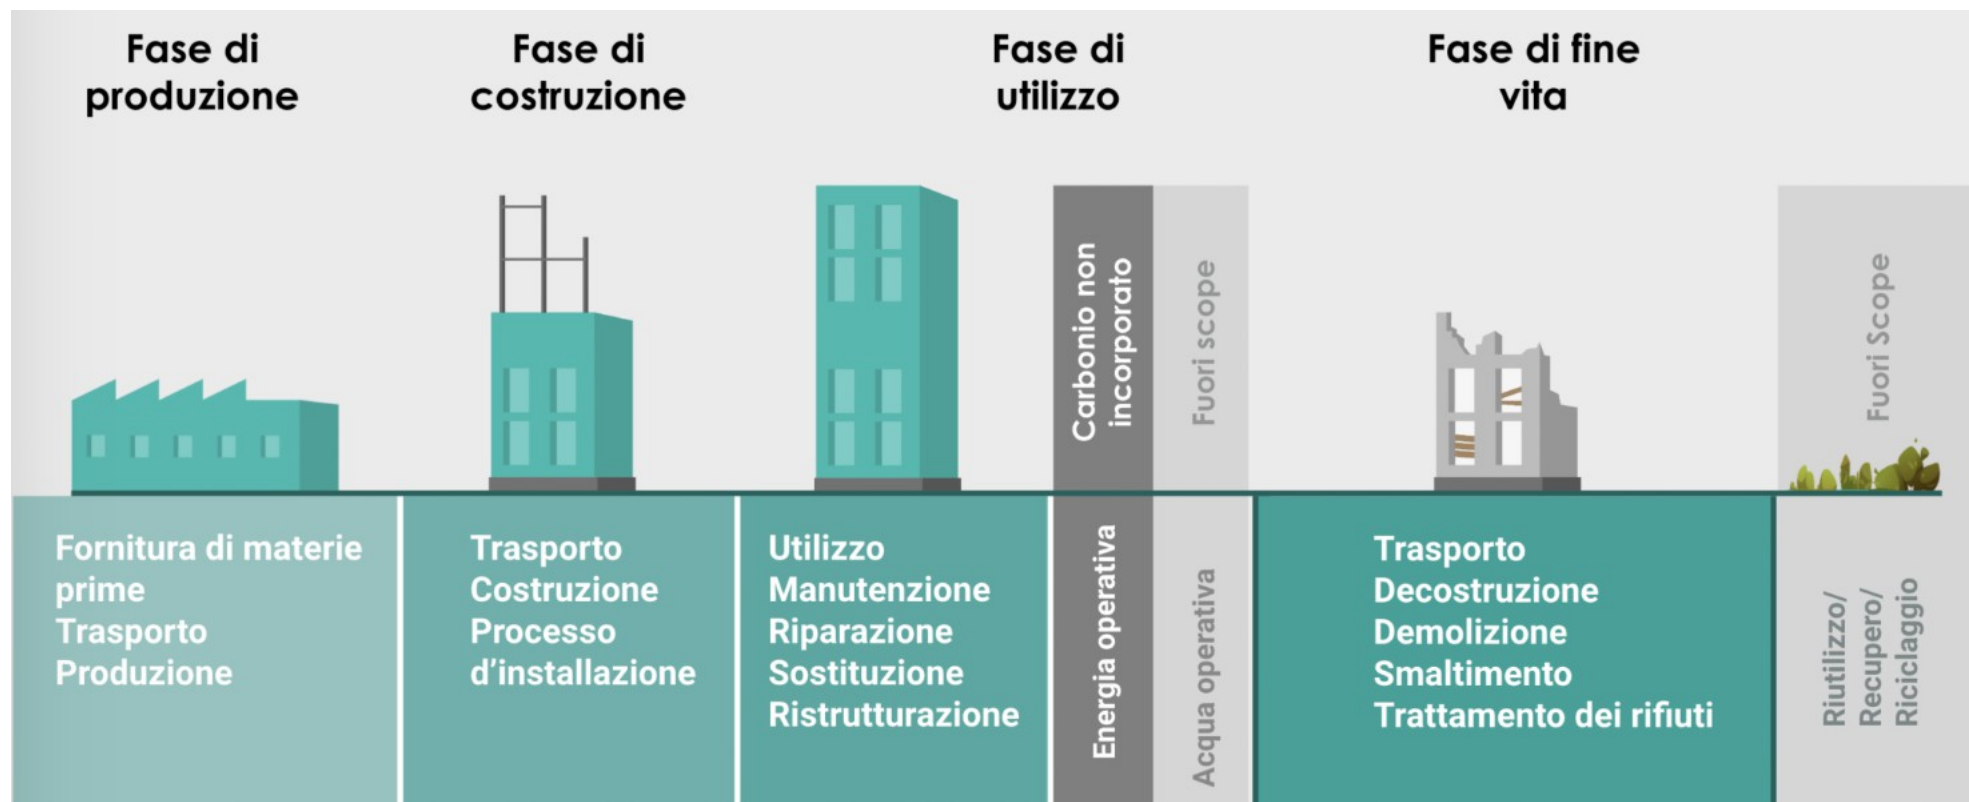 Fase di
produzione
Fase di
costruzione
Fase di
utilizzo
Fase di fine
vita
Carbonio non
incorporato
Fuori scope
Fuori Scope
Fornitura di materie
prime
Trasporto
Produzione
Trasporto
Costruzione
Processo
d'installazione
Utilizzo
Manutenzione
Riparazione
Sostituzione
Ristrutturazione
Energia operativa
Acqua operativa
Trasporto
Decostruzione
Demolizione
Smaltimento
Trattamento dei rifiuti
Riutilizzo/
Recupero/
Riciclaggio